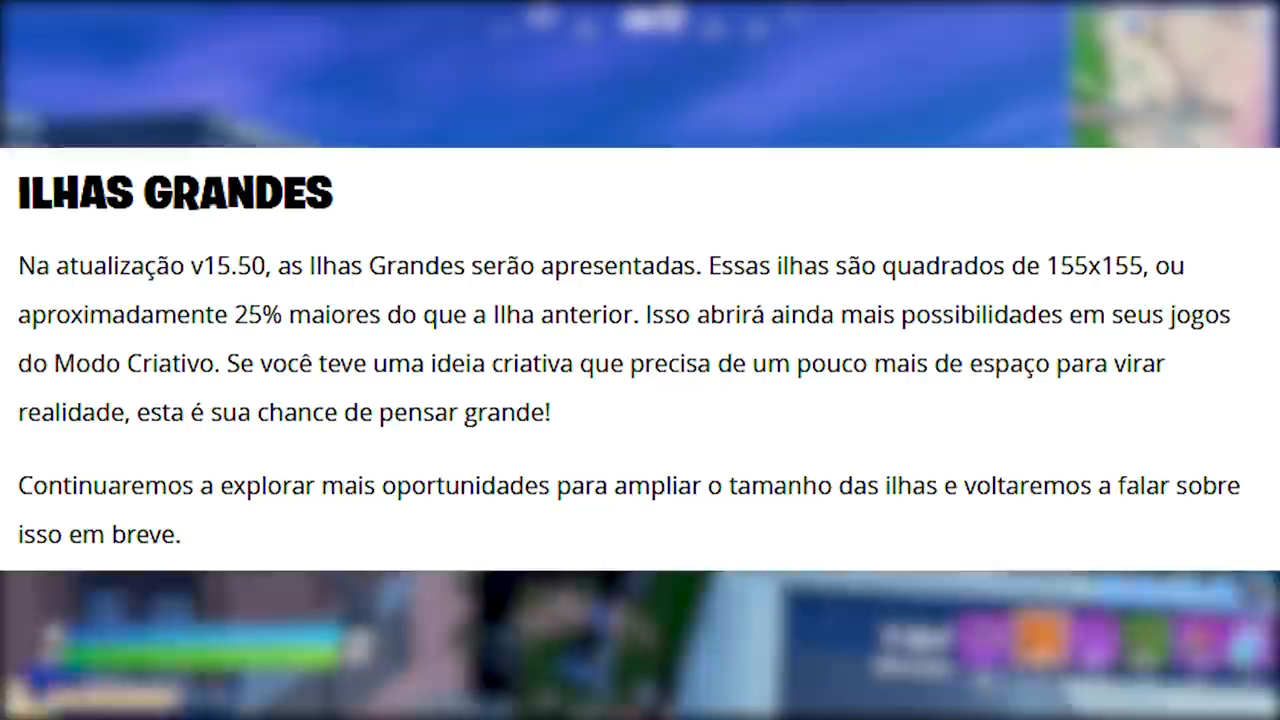 ILHAS GRANDES
Na atualização v15.50, as Ilhas Grandes serão apresentadas. Essas ilhas são quadrados de 155x155, ou
aproximadamente 25% maiores do que a Ilha anterior. Isso abrirá ainda mais possibilidades em seus jogos
do Modo Criativo. Se você teve uma ideia criativa que precisa de um pouco mais de espaço para virar
realidade, esta é sua chance de pensar grande!
Continuaremos a explorar mais oportunidades para ampliar o tamanho das ilhas e voltaremos a falar sobre
isso em breve.